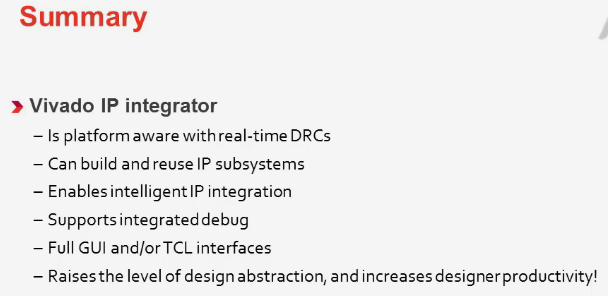 Summary
Vivado IP integrator
– Is platform aware with real-time DRCs
– Can build and reuse IP subsystems
– Enables intelligent IP integration
– Supports integrated debug
– Full GUI and/or TCL interfaces
– Raises the level of design abstraction, and increases designer productivity!